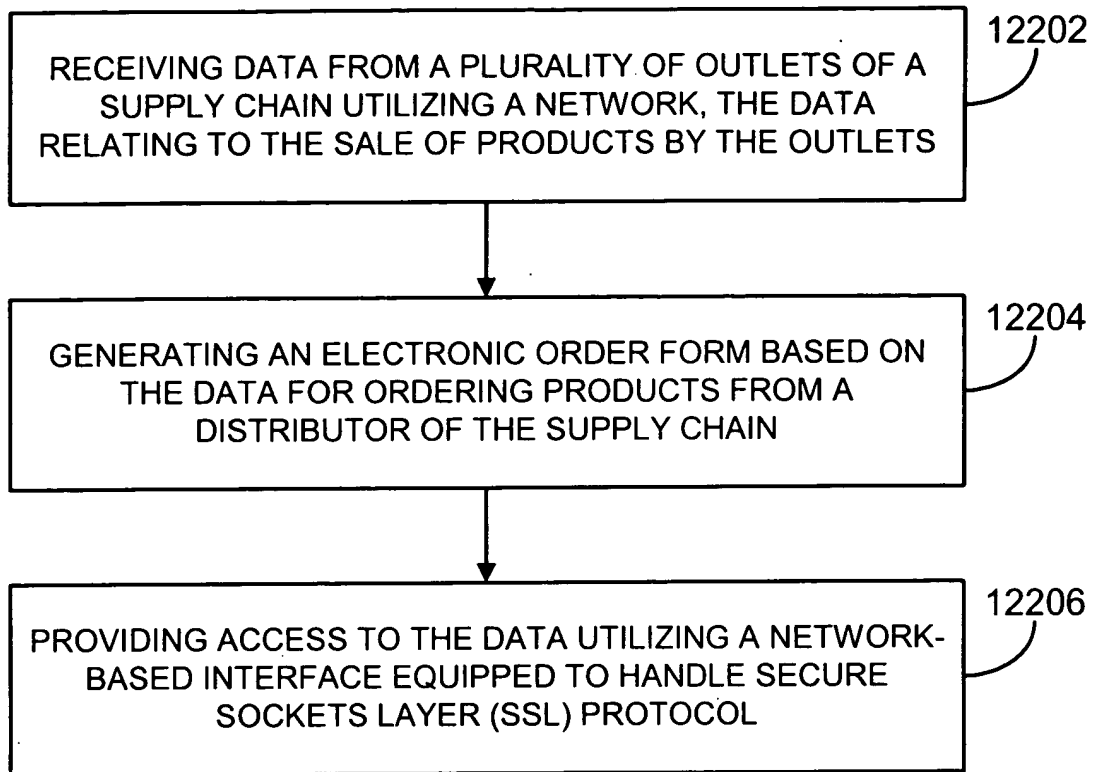 12202
RECEIVING DATA FROM A PLURALITY OF OUTLETS OF A
SUPPLY CHAIN UTILIZING A NETWORK, THE DATA
RELATING TO THE SALE OF PRODUCTS BY THE OUTLETS
12204
GENERATING AN ELECTRONIC ORDER FORM BASED ON
THE DATA FOR ORDERING PRODUCTS FROM A
DISTRIBUTOR OF THE SUPPLY CHAIN
12206
PROVIDING ACCESS TO THE DATA UTILIZING A NETWORK-
BASED INTERFACE EQUIPPED TO HANDLE SECURE
SOCKETS LAYER (SSL) PROTOCOL